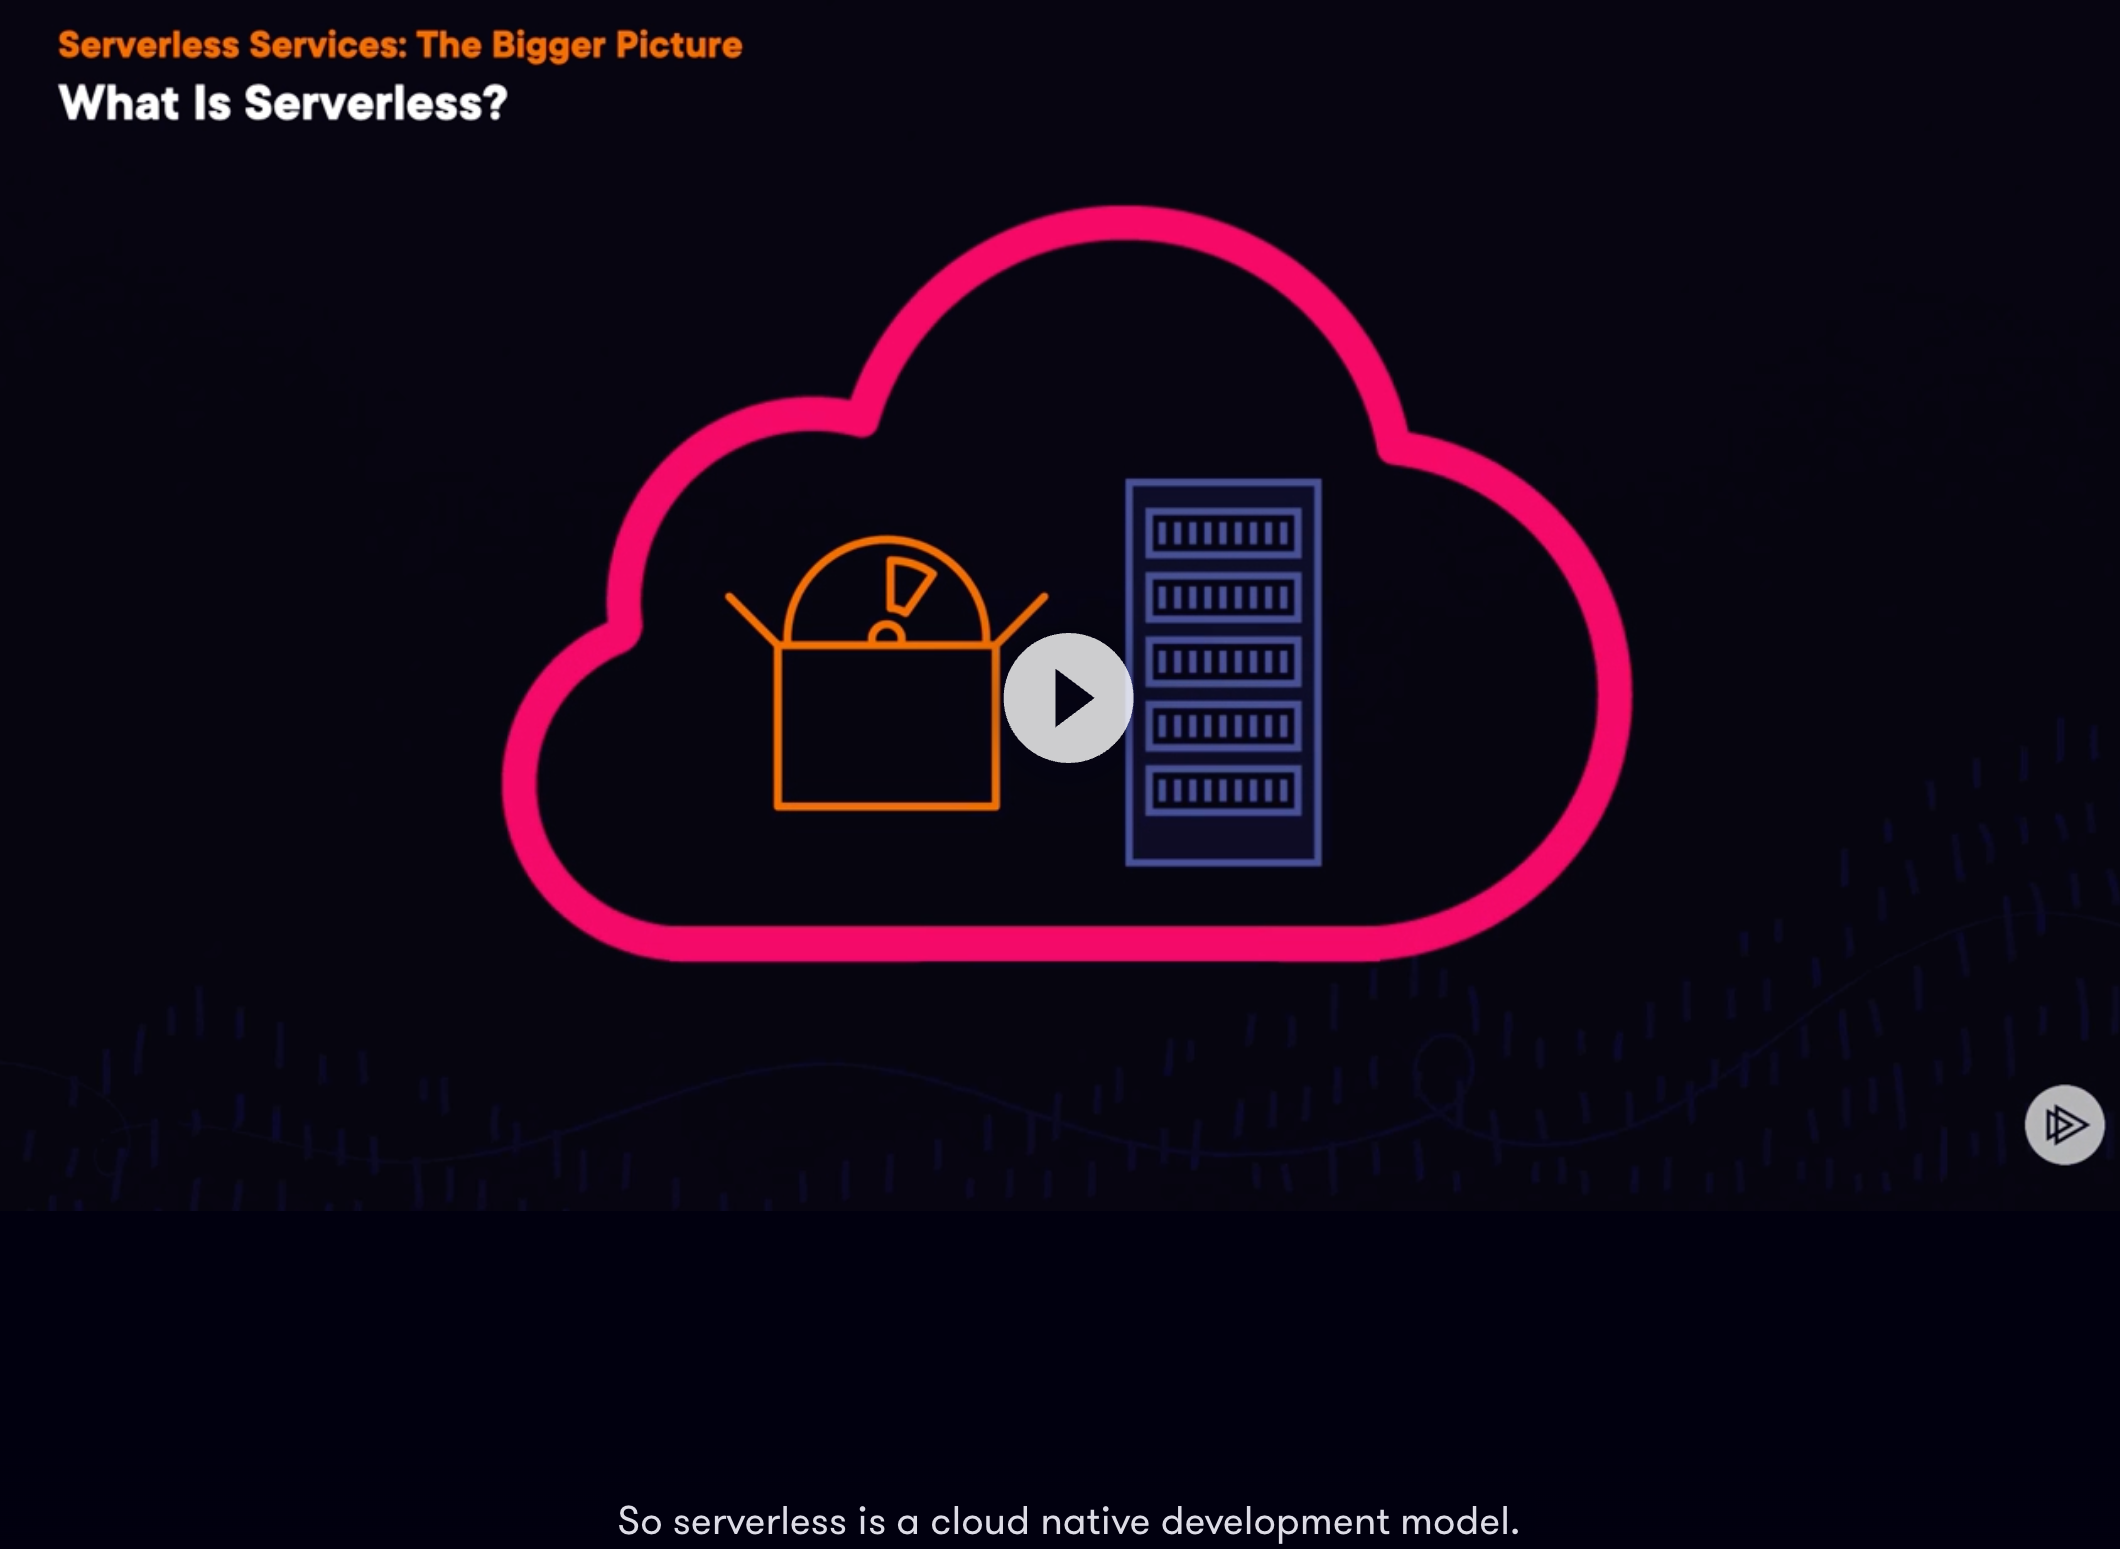 Serverless Services: The Bigger Picture
What Is Serverless?
So serverless is a cloud native development model.